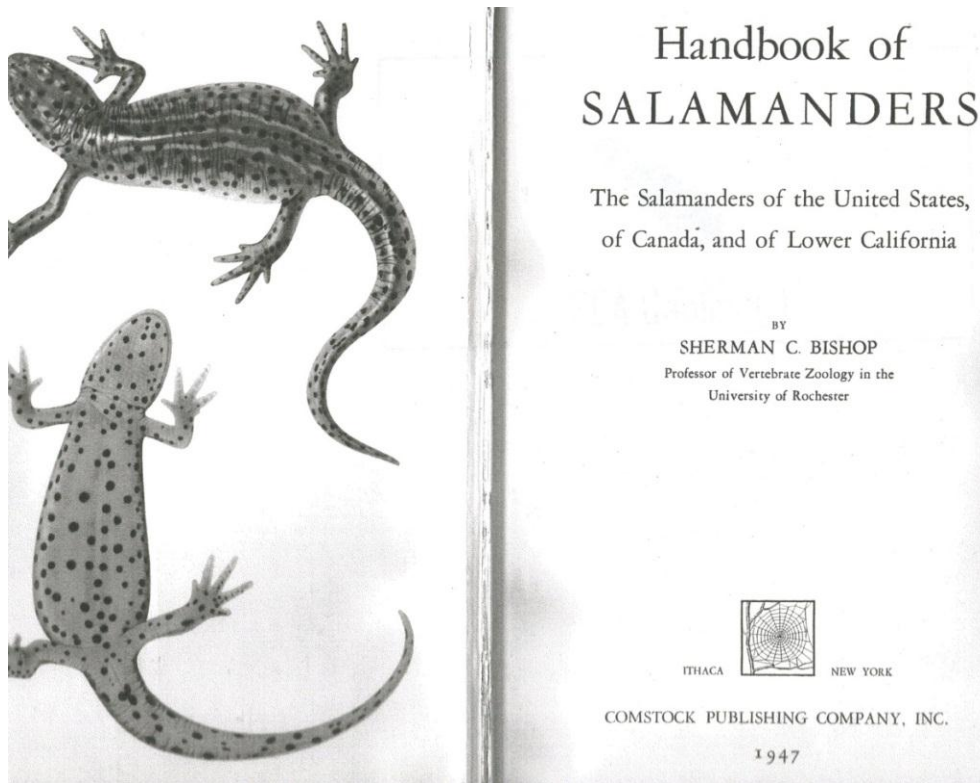 Handbook of
SALAMANDERS
The Salamanders of the United States,
of Canada, and of Lower California
BY
SHERMAN C. BISHOP
Professor of Vertebrate Zoology in the
University of Rochester
ITHACA NEW YORK
COMSTOCK PUBLISHING COMPANY, INC.
1947